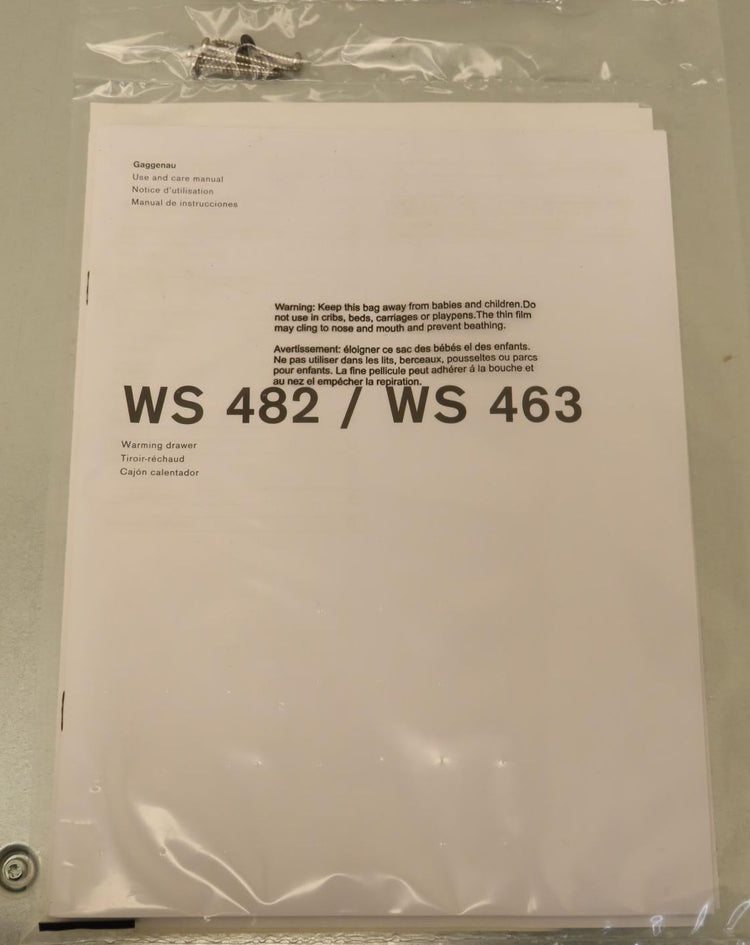 Gaggenau
Use and care manual
Notice d'utilisation
Manual de instrucciones
Warning: Keep this bag away from babies and children.Do
not use in cribs, beds, carriages or playpens.The thin film
may cling to nose and mouth and prevent beathing.
Avertissement: éloigner ce sac des bébés el des enfants.
Ne pas utiliser dans les lits, berceaux, pousseltes ou parcs
pour enfants. La fine pellicule peut adhérer á la bouche et
au nez el empécher la repiration.
WS 482 / WS 463
Warming drawer
Tiroir-réchaud
Cajón calentador